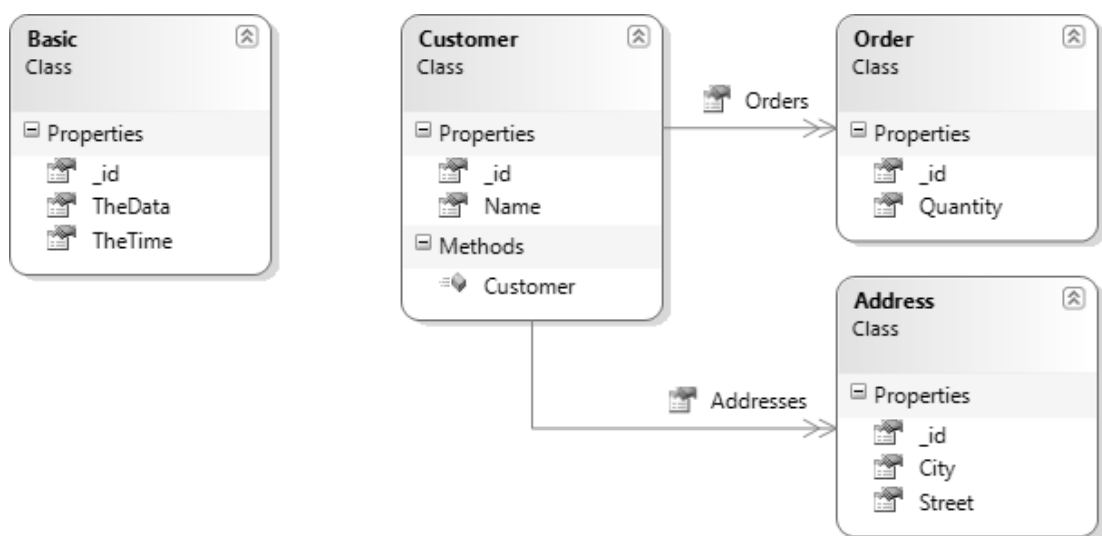 Basic
Class
Properties
_id
TheData
TheTime
Customer
Class
Properties
_id
Name
Methods
Customer
Orders
Addresses
Order
Class
Properties
_id
Quantity
Address
Class
Properties
_id
City
Street